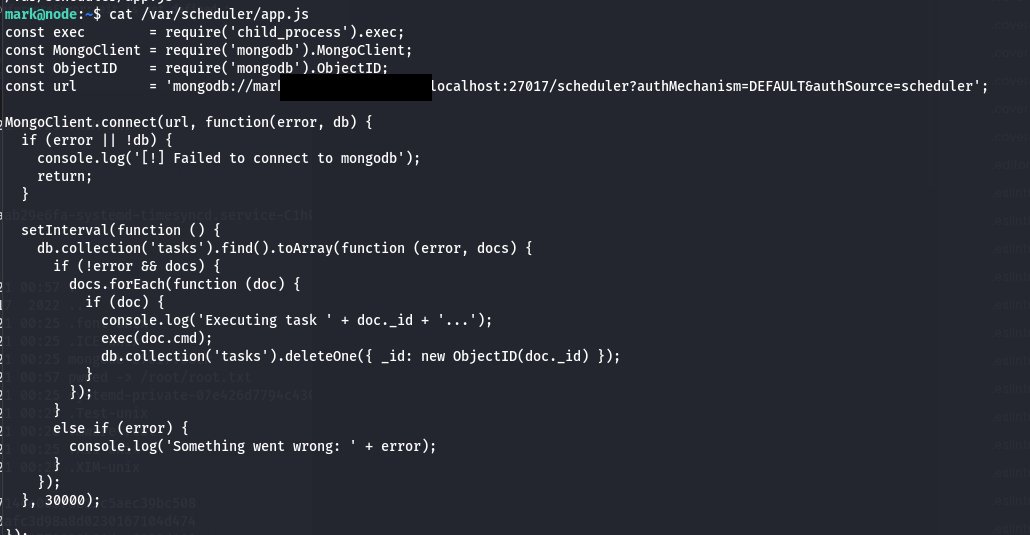 mark@node:~$ cat /var/scheduler/app.js
const exec        = require('child_process').exec;
const MongoClient = require('mongodb').MongoClient;
const ObjectID    = require('mongodb').ObjectID;
const url         = 'mongodb://mark localhost:27017/scheduler?authMechanism=DEFAULT&authSource=scheduler';
MongoClient.connect(url, function(error, db) {
  if (error || !db) {
    console.log('[!] Failed to connect to mongodb');
    return;
  }
  setInterval(function () {
    db.collection('tasks').find().toArray(function (error, docs) {
      if (!error && docs) {
        docs.forEach(function (doc) {
          if (doc) {
            console.log('Executing task ' + doc._id + '...');
            exec(doc.cmd);
            db.collection('tasks').deleteOne({ _id: new ObjectID(doc._id) });
          }
        });
      }
      else if (error) {
        console.log('Something went wrong: ' + error);
      }
    });
  }, 30000);
});